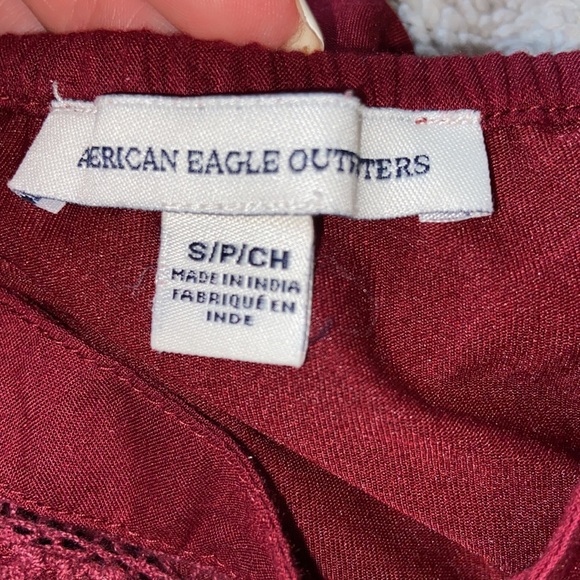 AERICAN EAGLE OUTFITTERS
S/P/CH
MADE IN INDIA
FABRIQUÉ EN
INDE